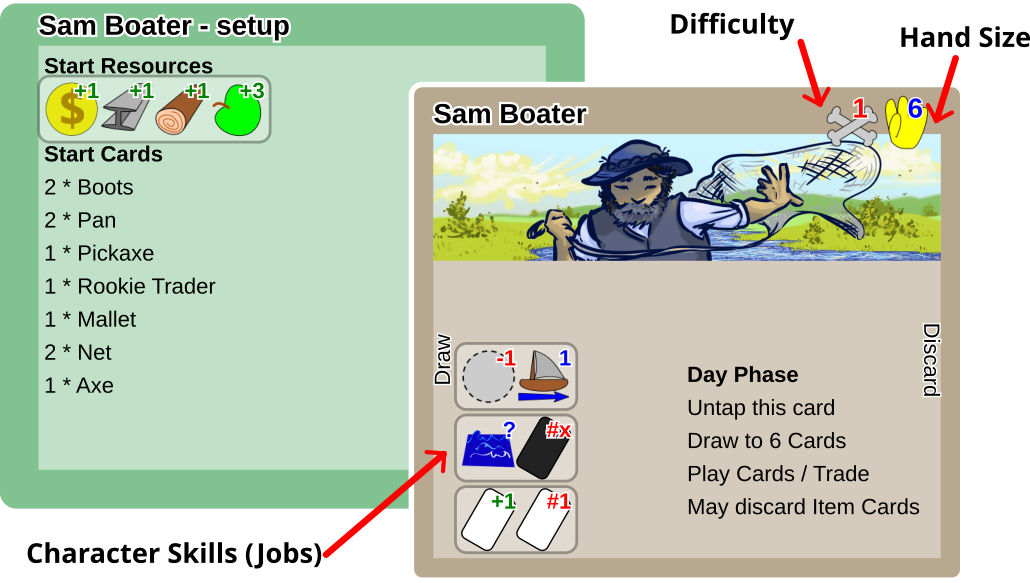 Sam Boater - setup
Start Resources
$
+1
+1
+1
+3
Start Cards
2 * Boots
2 * Pan
1 * Pickaxe
1 * Rookie Trader
1 * Mallet
2 * Net
1 * Axe
Difficulty
Hand Size
Sam Boater
1
6
Draw
Discard
-1
1
?
#x
+1
#1
Day Phase
Untap this card
Draw to 6 Cards
Play Cards / Trade
May discard Item Cards
Character Skills (Jobs)